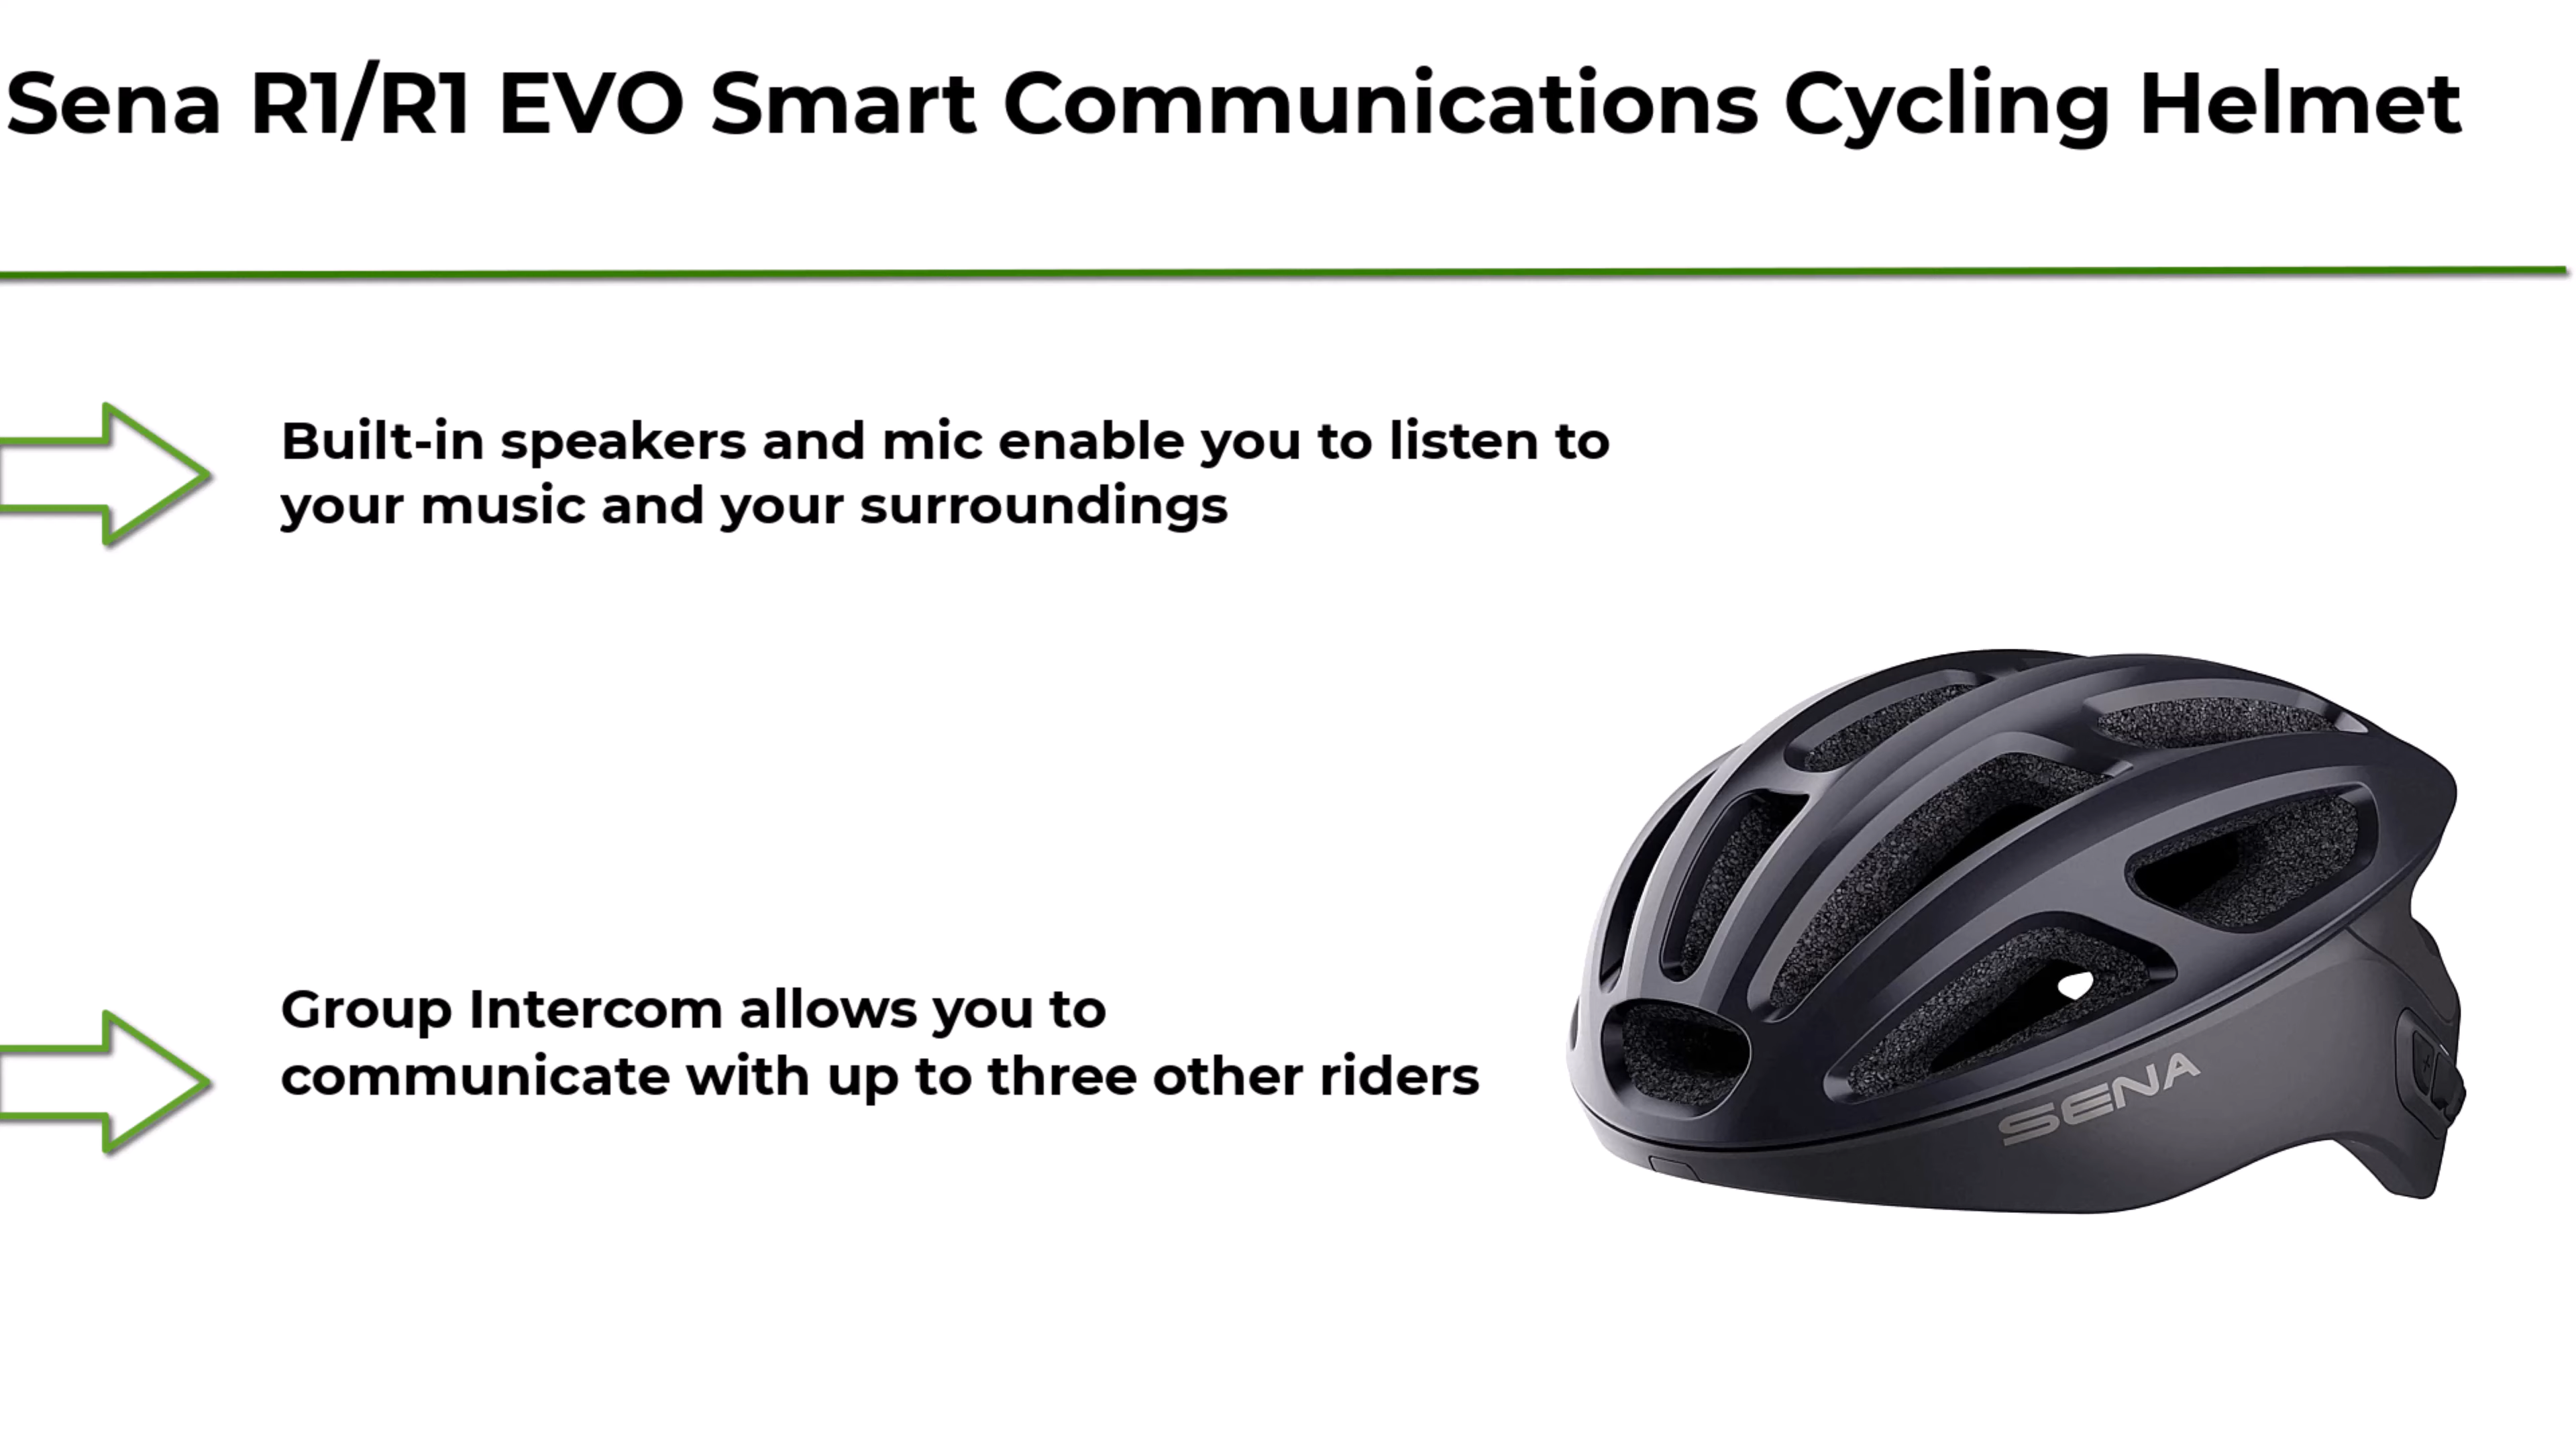 Sena R1/R1 EVO Smart Communications Cycling Helmet
Built-in speakers and mic enable you to listen to
your music and your surroundings
Group Intercom allows you to
communicate with up to three other riders
SENA